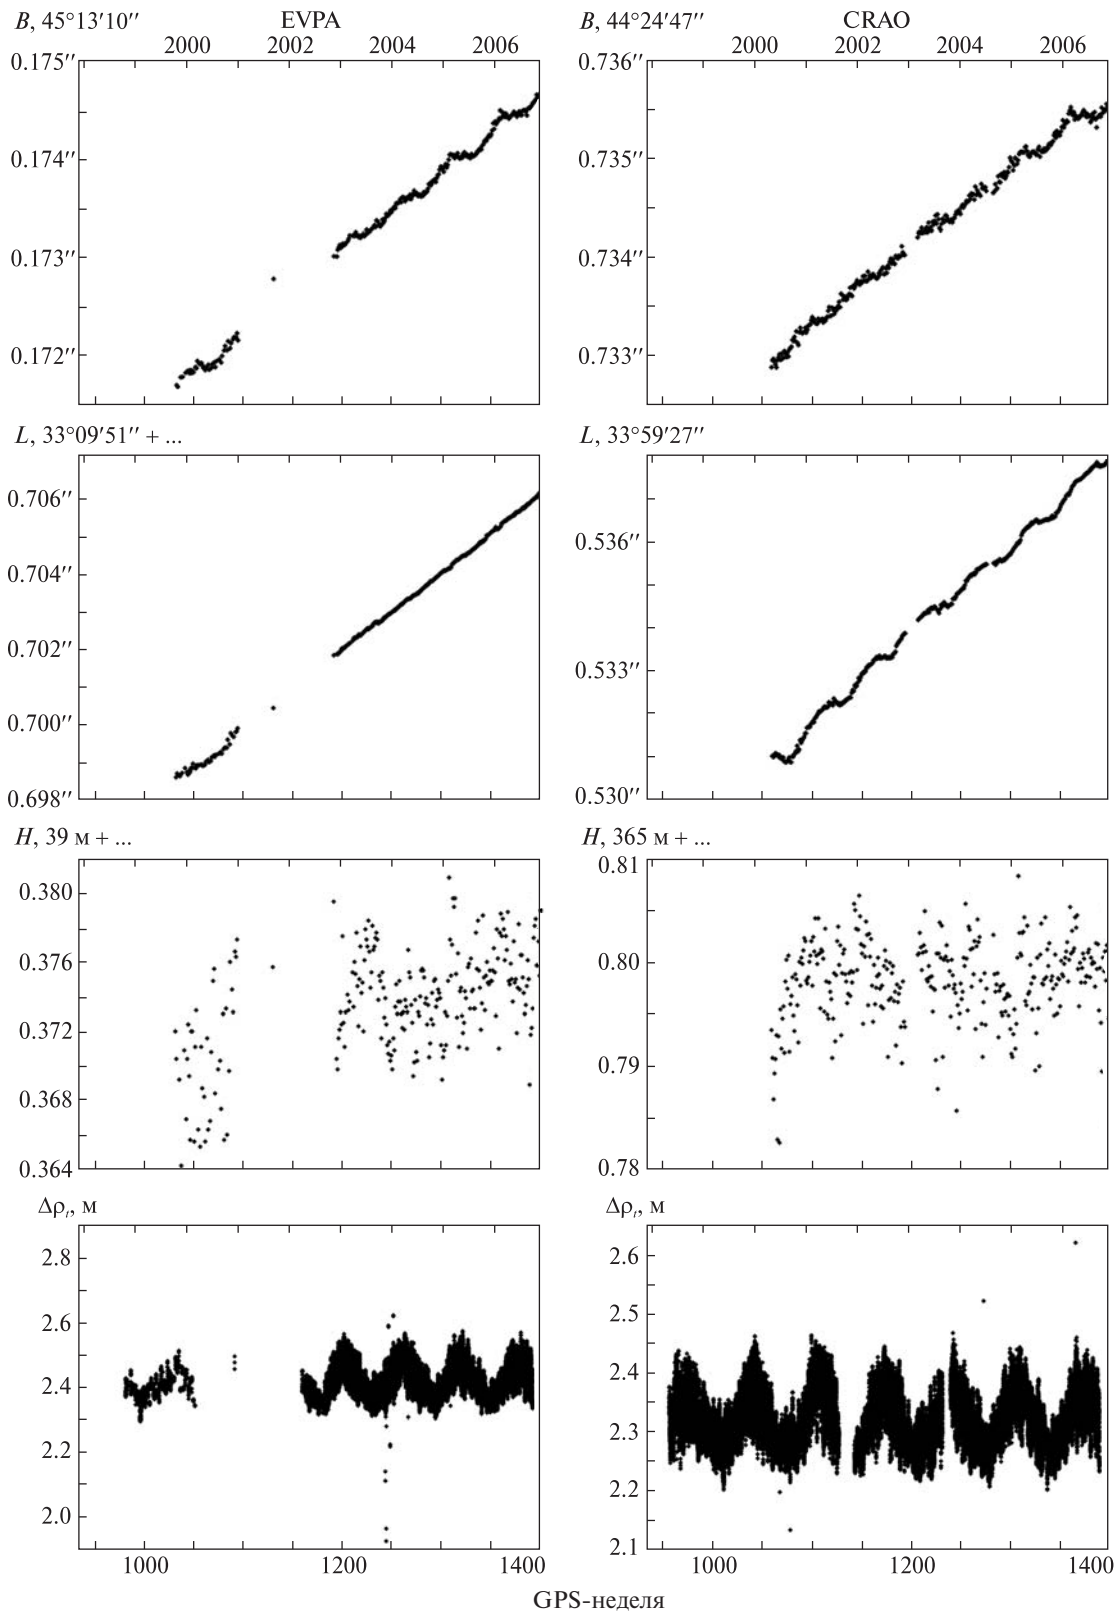 B, 45°13′10″ EVPA
2000 2002 2004 2006
0.175″
0.174″
0.173″
0.172″
B, 44°24′47″ CRAO
2000 2002 2004 2006
0.736″
0.735″
0.734″
0.733″
L, 33°09′51″ + ...
0.706″
0.704″
0.702″
0.700″
0.698″
L, 33°59′27″
0.536″
0.533″
0.530″
H, 39 м + ...
0.380
0.376
0.372
0.368
0.364
H, 365 м + ...
0.81
0.80
0.79
0.78
Δρt, м
2.8
2.6
2.4
2.2
2.0
1000 1200 1400
Δρt, м
2.6
2.5
2.4
2.3
2.2
2.1
1000 1200 1400
GPS-неделя